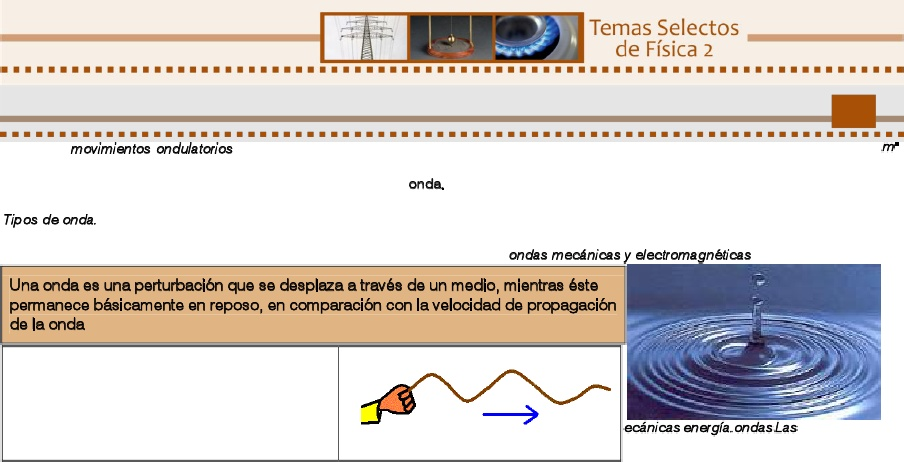 Temas Selectos
de Física 2
movimientos ondulatorios
.m"
onda.
Tipos de onda.
ondas mecánicas y electromagnéticas
Una onda es una perturbación que se desplaza a través de un medio, mientras éste
permanece básicamente en reposo, en comparación con la velocidad de propagación
de la onda
ecánicas energía.ondas.Las